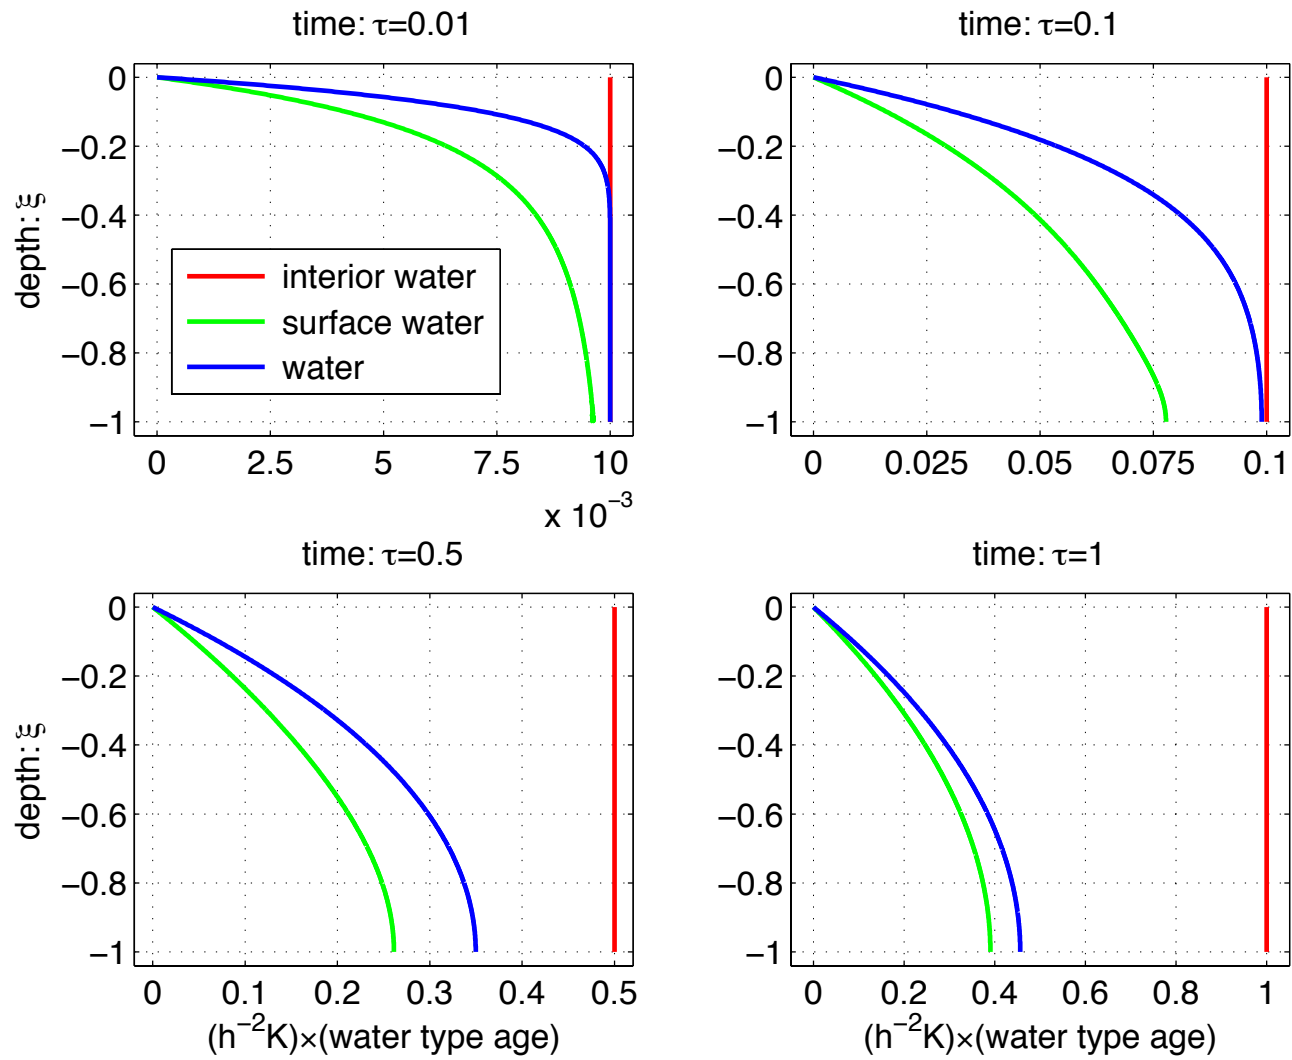 time: τ=0.01
0
−0.2
−0.4
−0.6
−0.8
−1
depth: ξ
interior water
surface water
water
0 2.5 5 7.5 10
x 10⁻³
time: τ=0.1
0
−0.2
−0.4
−0.6
−0.8
−1
0 0.025 0.05 0.075 0.1
time: τ=0.5
0
−0.2
−0.4
−0.6
−0.8
−1
depth: ξ
0 0.1 0.2 0.3 0.4 0.5
(h⁻²K)×(water type age)
time: τ=1
0
−0.2
−0.4
−0.6
−0.8
−1
0 0.2 0.4 0.6 0.8 1
(h⁻²K)×(water type age)